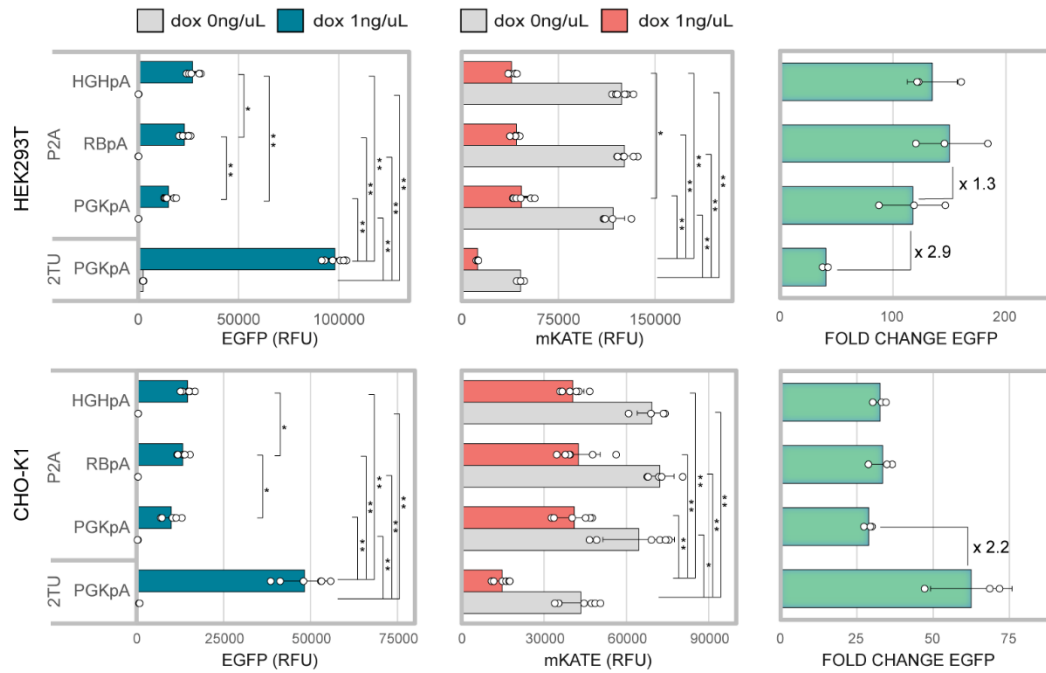 dox 0ng/uL dox 1ng/uL
dox 0ng/uL dox 1ng/uL
HEK293T
P2A
2TU
HGHpA
RBpA
PGKpA
PGKpA
*
**
**
**
**
**
**
**
**
0 50000 100000
EGFP (RFU)
*
**
**
**
**
**
**
0 75000 150000
mKATE (RFU)
x 1.3
x 2.9
0 100 200
FOLD CHANGE EGFP
CHO-K1
P2A
2TU
HGHpA
RBpA
PGKpA
PGKpA
*
*
**
**
**
**
**
**
0 25000 50000 75000
EGFP (RFU)
**
**
**
*
**
**
0 30000 60000 90000
mKATE (RFU)
x 2.2
0 25 50 75
FOLD CHANGE EGFP